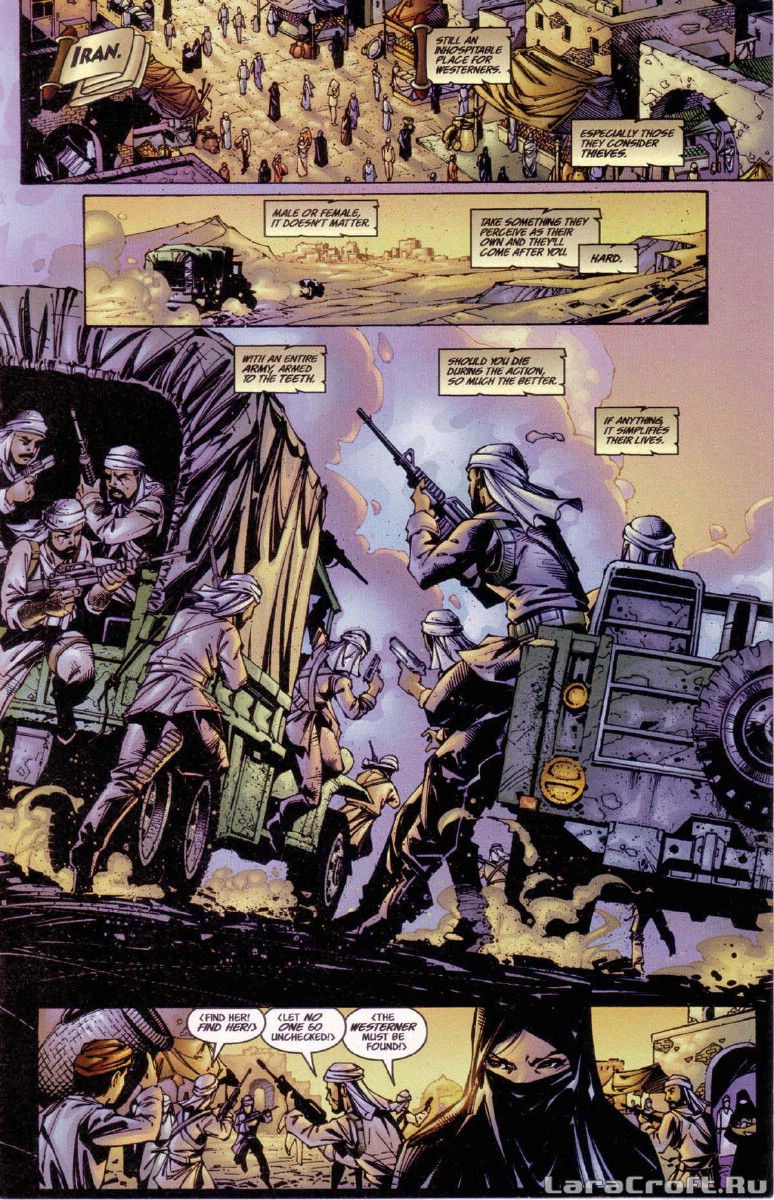 IRAN.
STILL AN
INHOSPITABLE
PLACE FOR
WESTERNERS.
ESPECIALLY THOSE
THEY CONSIDER
THIEVES.
MALE OR FEMALE,
IT DOESN'T MATTER.
TAKE SOMETHING THEY
PERCEIVE AS THEIR
OWN AND THEY'LL
COME AFTER YOU.
HARD.
WITH AN ENTIRE
ARMY, ARMED
TO THE TEETH.
SHOULD YOU DIE
DURING THE ACTION,
SO MUCH THE BETTER.
IF ANYTHING,
IT SIMPLIFIES
THEIR LIVES.
<FIND HER!
FIND HER!>
<LET NO
ONE GO
UNCHECKED!>
<THE
WESTERNER
MUST BE
FOUND!>
LaraCroft.Ru